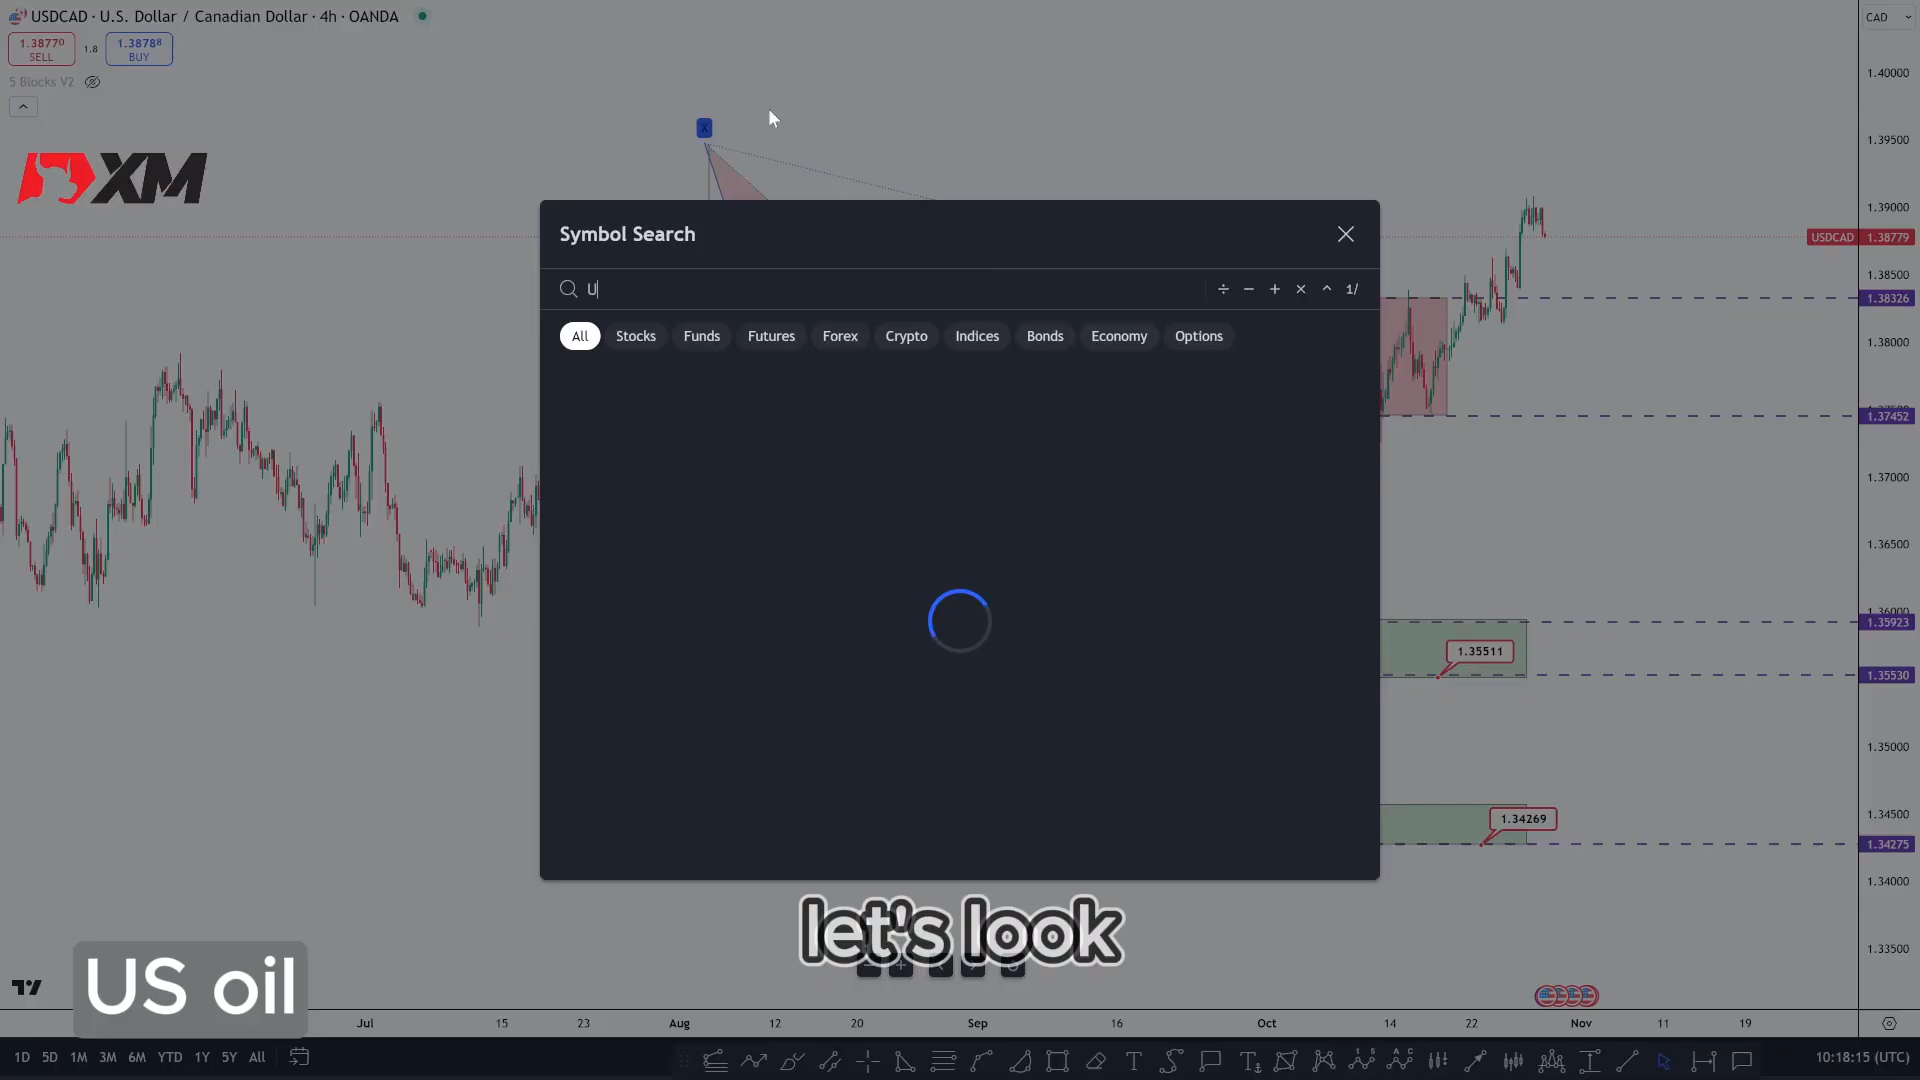 USDCAD · U.S. Dollar / Canadian Dollar · 4h · OANDA
CAD
1.38770
SELL
1.8
1.38788
BUY
5 Blocks V2
X
XM
Symbol Search
U
÷ − + × ^ 1/
All Stocks Funds Futures Forex Crypto Indices Bonds Economy Options
1.40000
1.39500
1.39000
USDCAD 1.38779
1.38500
1.38326
1.38000
1.37452
1.37000
1.36500
1.36000
1.35923
1.35511
1.35530
1.35000
1.34500
1.34269
1.34275
1.34000
1.33500
let's look
US oil
Jul 15 23 Aug 12 20 Sep 16 Oct 14 22 Nov 11 19
1D 5D 1M 3M 6M YTD 1Y 5Y All
10:18:15 (UTC)